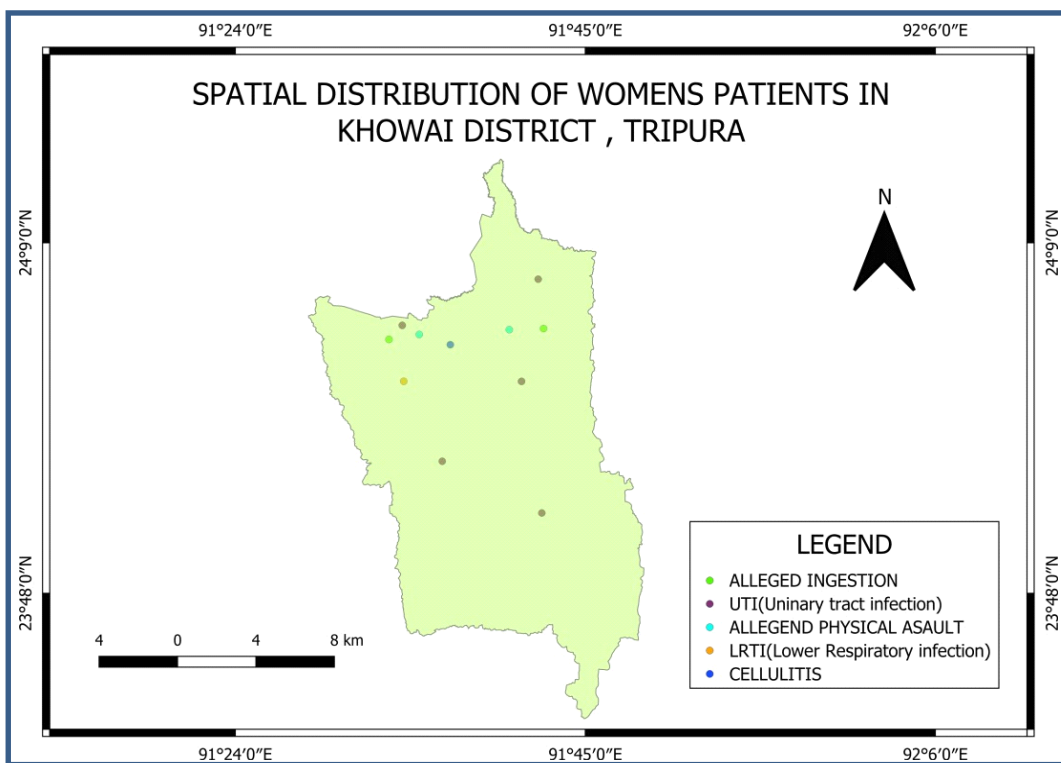 91°24′0″E 91°45′0″E 92°6′0″E
SPATIAL DISTRIBUTION OF WOMENS PATIENTS IN
KHOWAI DISTRICT , TRIPURA
N
24°9′0″N 24°9′0″N
LEGEND
ALLEGED INGESTION
UTI(Uninary tract infection)
ALLEGEND PHYSICAL ASAULT
LRTI(Lower Respiratory infection)
CELLULITIS
23°48′0″N 23°48′0″N
4 0 4 8 km
91°24′0″E 91°45′0″E 92°6′0″E